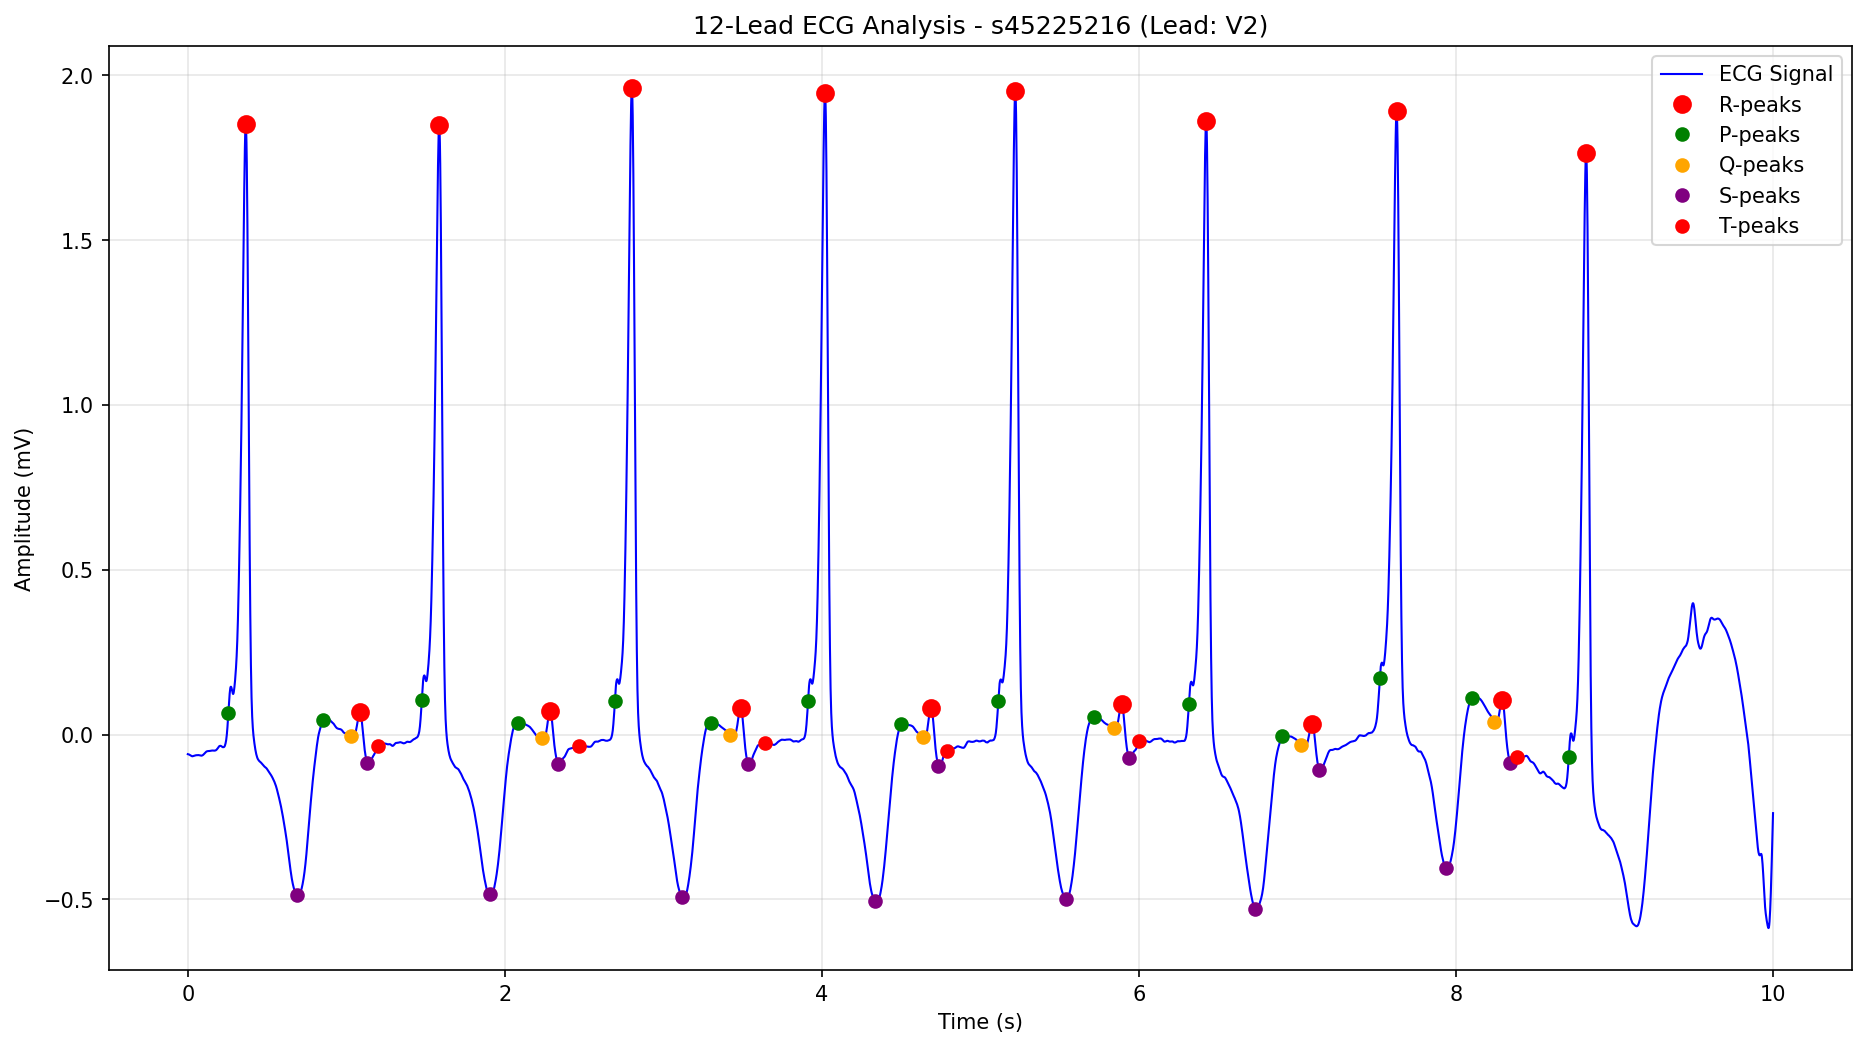 12-Lead ECG Analysis - s45225216 (Lead: V2)
ECG Signal
R-peaks
P-peaks
Q-peaks
S-peaks
T-peaks
Amplitude (mV)
2.0
1.5
1.0
0.5
0.0
−0.5
0 2 4 6 8 10
Time (s)